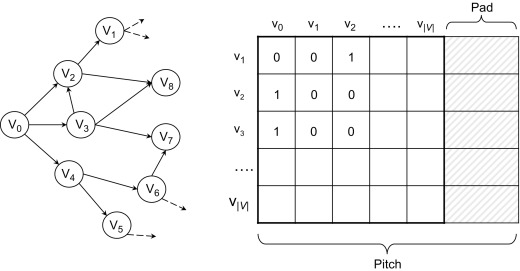 V1
V2
V8
V0
V3
V7
V4
V6
V5
Pad
v0 v1 v2 .... v|V|
v1 0 0 1
v2 1 0 0
v3 1 0 0
....
v|V|
Pitch